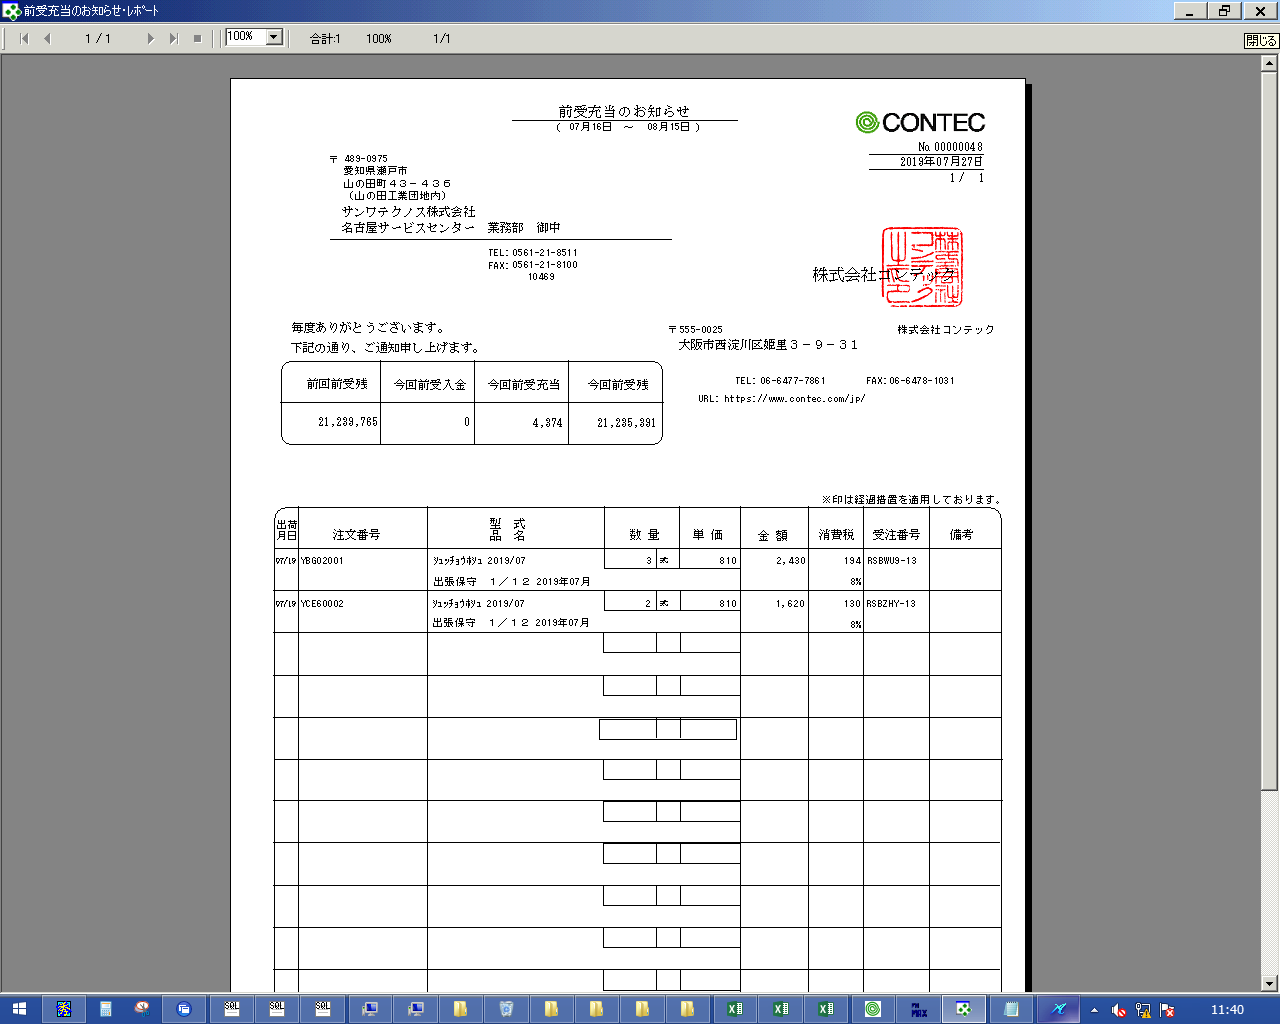 前受充当のお知らせ・レポート
1 / 1
100%
合計:1
100%
1/1
閉じる
前受充当のお知らせ
( 07月16日 ～ 08月15日 )
CONTEC
No. 00000048
2019年07月27日
1 / 1
〒 489-0975
愛知県瀬戸市
山の田町４３－４３６
（山の田工業団地内）
サンワテクノス株式会社
名古屋サービスセンター 業務部 御中
TEL: 0561-21-8511
FAX: 0561-21-8100
10469
株式会社コンテック
毎度ありがとうございます。
下記の通り、ご通知申し上げます。
〒555-0025
株式会社コンテック
大阪市西淀川区姫里３－９－３１
TEL: 06-6477-7861 FAX: 06-6478-1031
URL: https://www.contec.com/jp/
前回前受残 今回前受入金 今回前受充当 今回前受残
21,239,765 0 4,374 21,235,391
※印は経過措置を適用しております。
出荷月日 注文番号 型式品名 数量 単価 金額 消費税 受注番号 備考
07/19 YBG02001 ｼｭｯﾁｮｳﾎｼｭ 2019/07 3 式 810 2,430 194 RSBWU9-13
出張保守 １／１２ 2019年07月 8%
07/19 YCE60002 ｼｭｯﾁｮｳﾎｼｭ 2019/07 2 式 810 1,620 130 RSBZHY-13
出張保守 １／１２ 2019年07月 8%
SQL
SQL
SQL
11:40